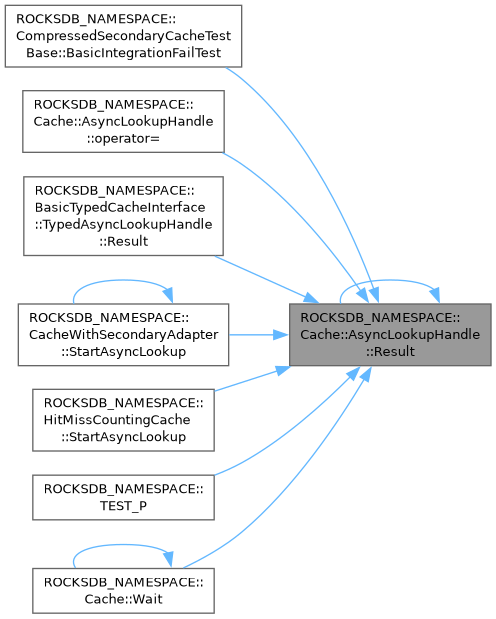 ROCKSDB_NAMESPACE::
CompressedSecondaryCacheTest
Base::BasicIntegrationFailTest
ROCKSDB_NAMESPACE::
Cache::AsyncLookupHandle
::operator=
ROCKSDB_NAMESPACE::
BasicTypedCacheInterface
::TypedAsyncLookupHandle
::Result
ROCKSDB_NAMESPACE::
CacheWithSecondaryAdapter
::StartAsyncLookup
ROCKSDB_NAMESPACE::
Cache::AsyncLookupHandle
::Result
ROCKSDB_NAMESPACE::
HitMissCountingCache
::StartAsyncLookup
ROCKSDB_NAMESPACE::
TEST_P
ROCKSDB_NAMESPACE::
Cache::Wait